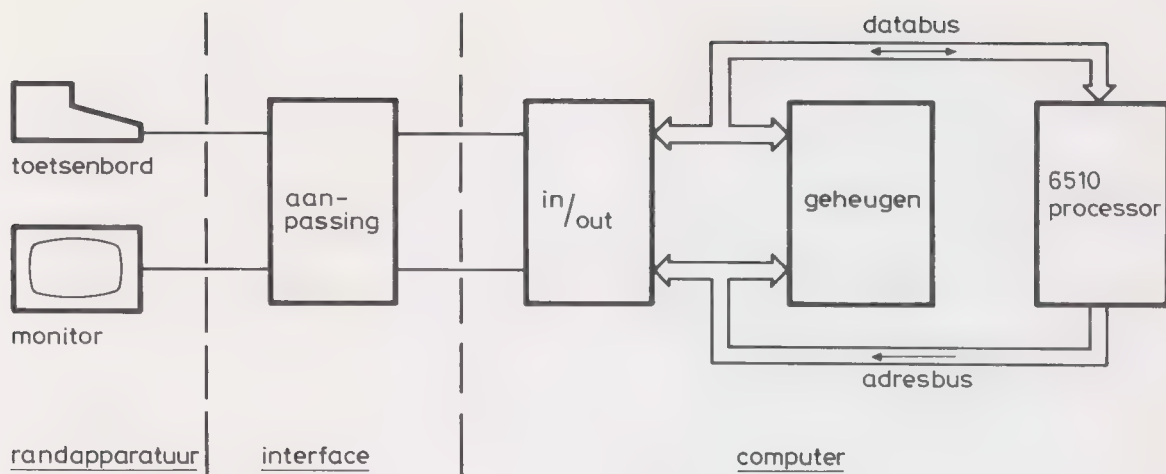 databus
toetsenbord
aan-
passing
in/out
geheugen
6510
processor
monitor
adresbus
randapparatuur
interface
computer